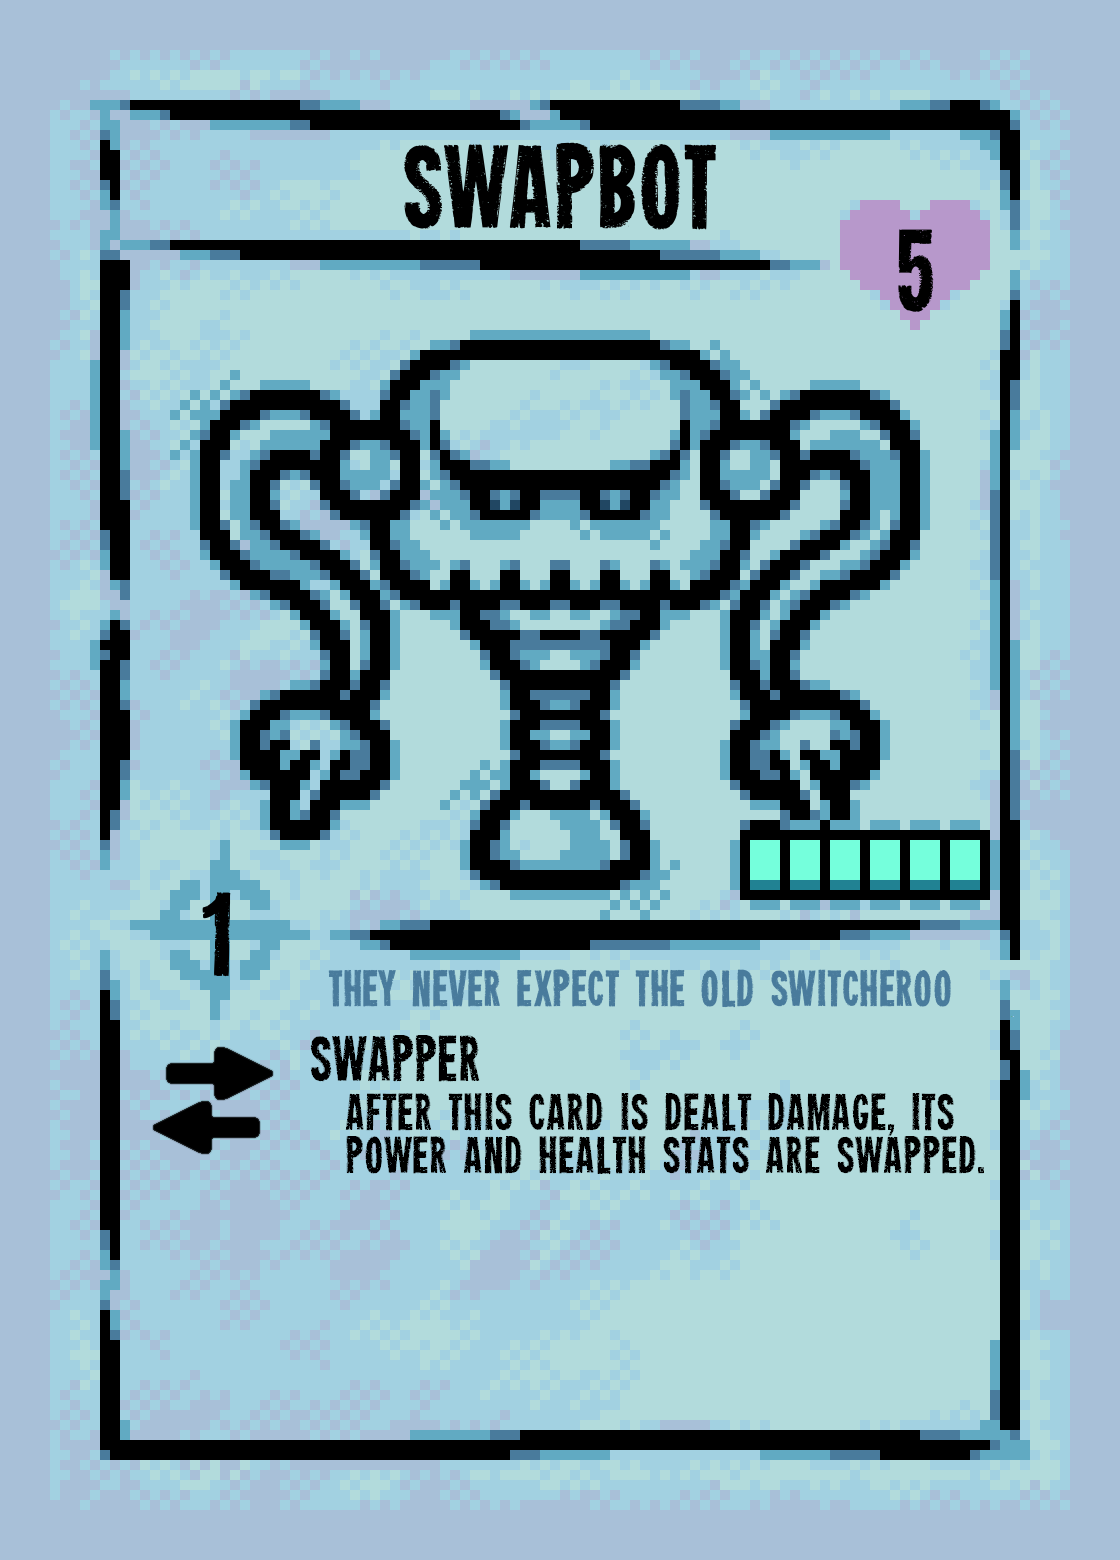 SWAPBOT
5
1
THEY NEVER EXPECT THE OLD SWITCHEROO
SWAPPER
AFTER THIS CARD IS DEALT DAMAGE, ITS
POWER AND HEALTH STATS ARE SWAPPED.